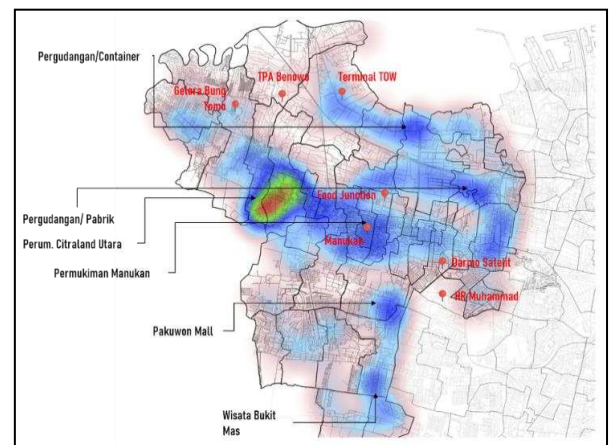 Pergudangan/Container
TPA Benowo
Terminal TOW
Gelora Bung
Tomo
Food Junction
Pergudangan/ Pabrik
Perum. Citraland Utara
Manukan
Permukiman Manukan
Darmo Satelit
HR Muhammad
Pakuwon Mall
Wisata Bukit
Mas